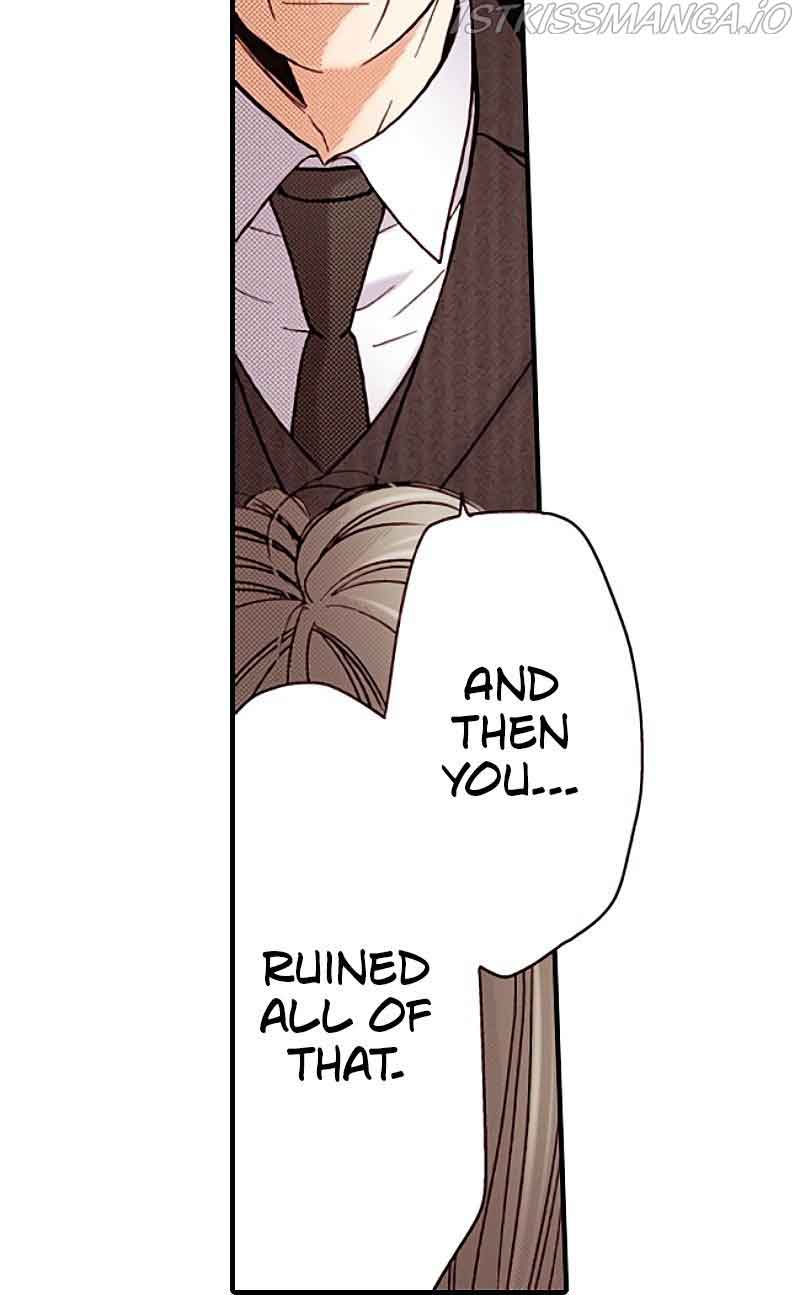 1STKISSMANGA.IO
AND
THEN
YOU...
RUINED
ALL OF
THAT.